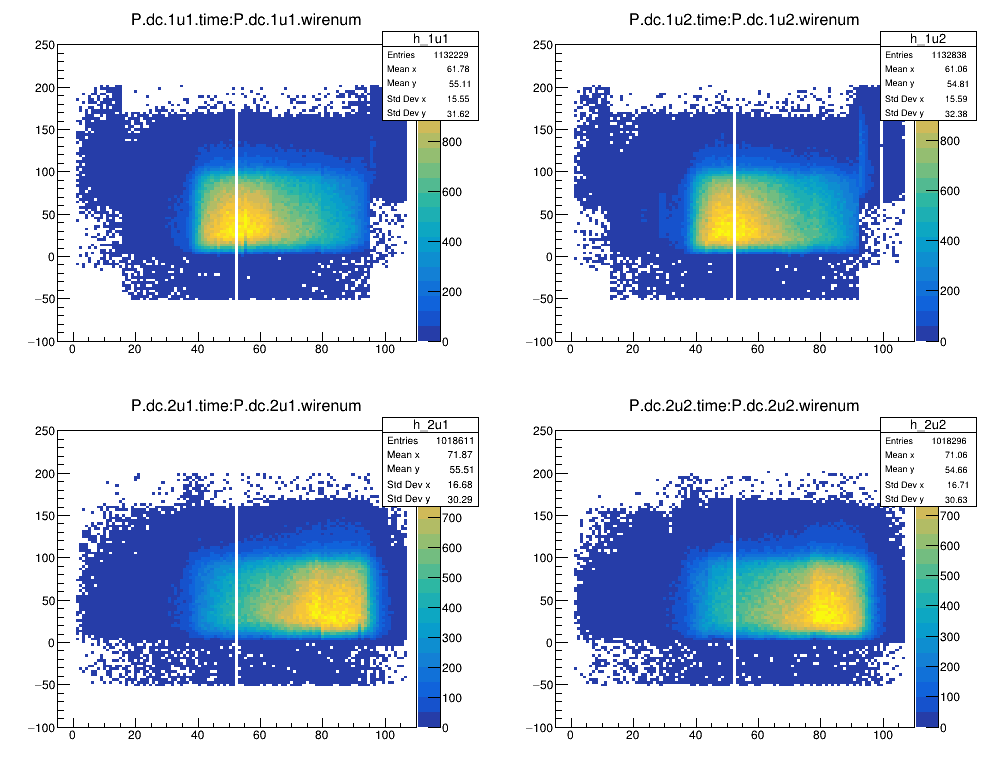 P.dc.1u1.time:P.dc.1u1.wirenum
h_1u1
Entries 1132229
Mean x 61.78
Mean y 55.11
Std Dev x 15.55
Std Dev y 31.62
250
200
150
100
50
0
−50
−100
0 20 40 60 80 100
800
600
400
200
0
P.dc.1u2.time:P.dc.1u2.wirenum
h_1u2
Entries 1132838
Mean x 61.06
Mean y 54.81
Std Dev x 15.59
Std Dev y 32.38
250
200
150
100
50
0
−50
−100
0 20 40 60 80 100
800
600
400
200
0
P.dc.2u1.time:P.dc.2u1.wirenum
h_2u1
Entries 1018611
Mean x 71.87
Mean y 55.51
Std Dev x 16.68
Std Dev y 30.29
250
200
150
100
50
0
−50
−100
0 20 40 60 80 100
700
600
500
400
300
200
100
0
P.dc.2u2.time:P.dc.2u2.wirenum
h_2u2
Entries 1018296
Mean x 71.06
Mean y 54.66
Std Dev x 16.71
Std Dev y 30.63
250
200
150
100
50
0
−50
−100
0 20 40 60 80 100
700
600
500
400
300
200
100
0